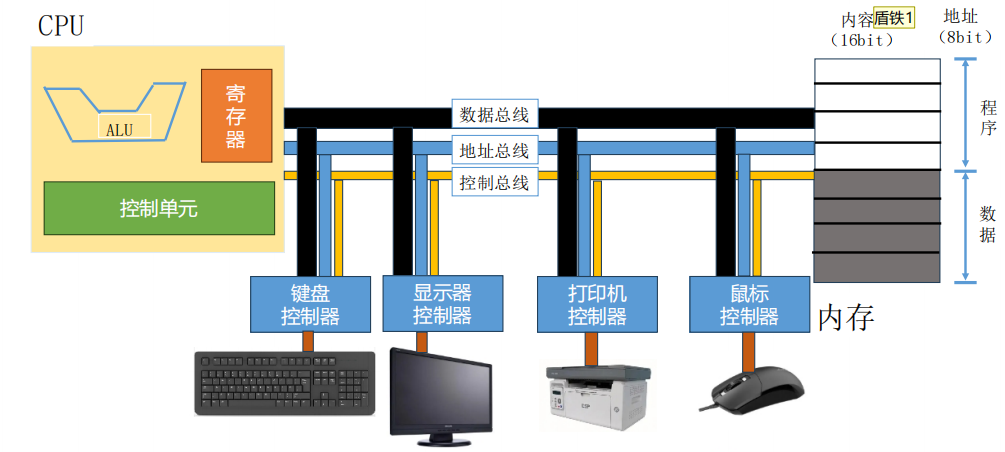 CPU
ALU
寄
存
器
控制单元
数据总线
地址总线
控制总线
内容盾铁1
（16bit）
地址
（8bit）
程
序
数
据
内存
键盘
控制器
显示器
控制器
打印机
控制器
鼠标
控制器